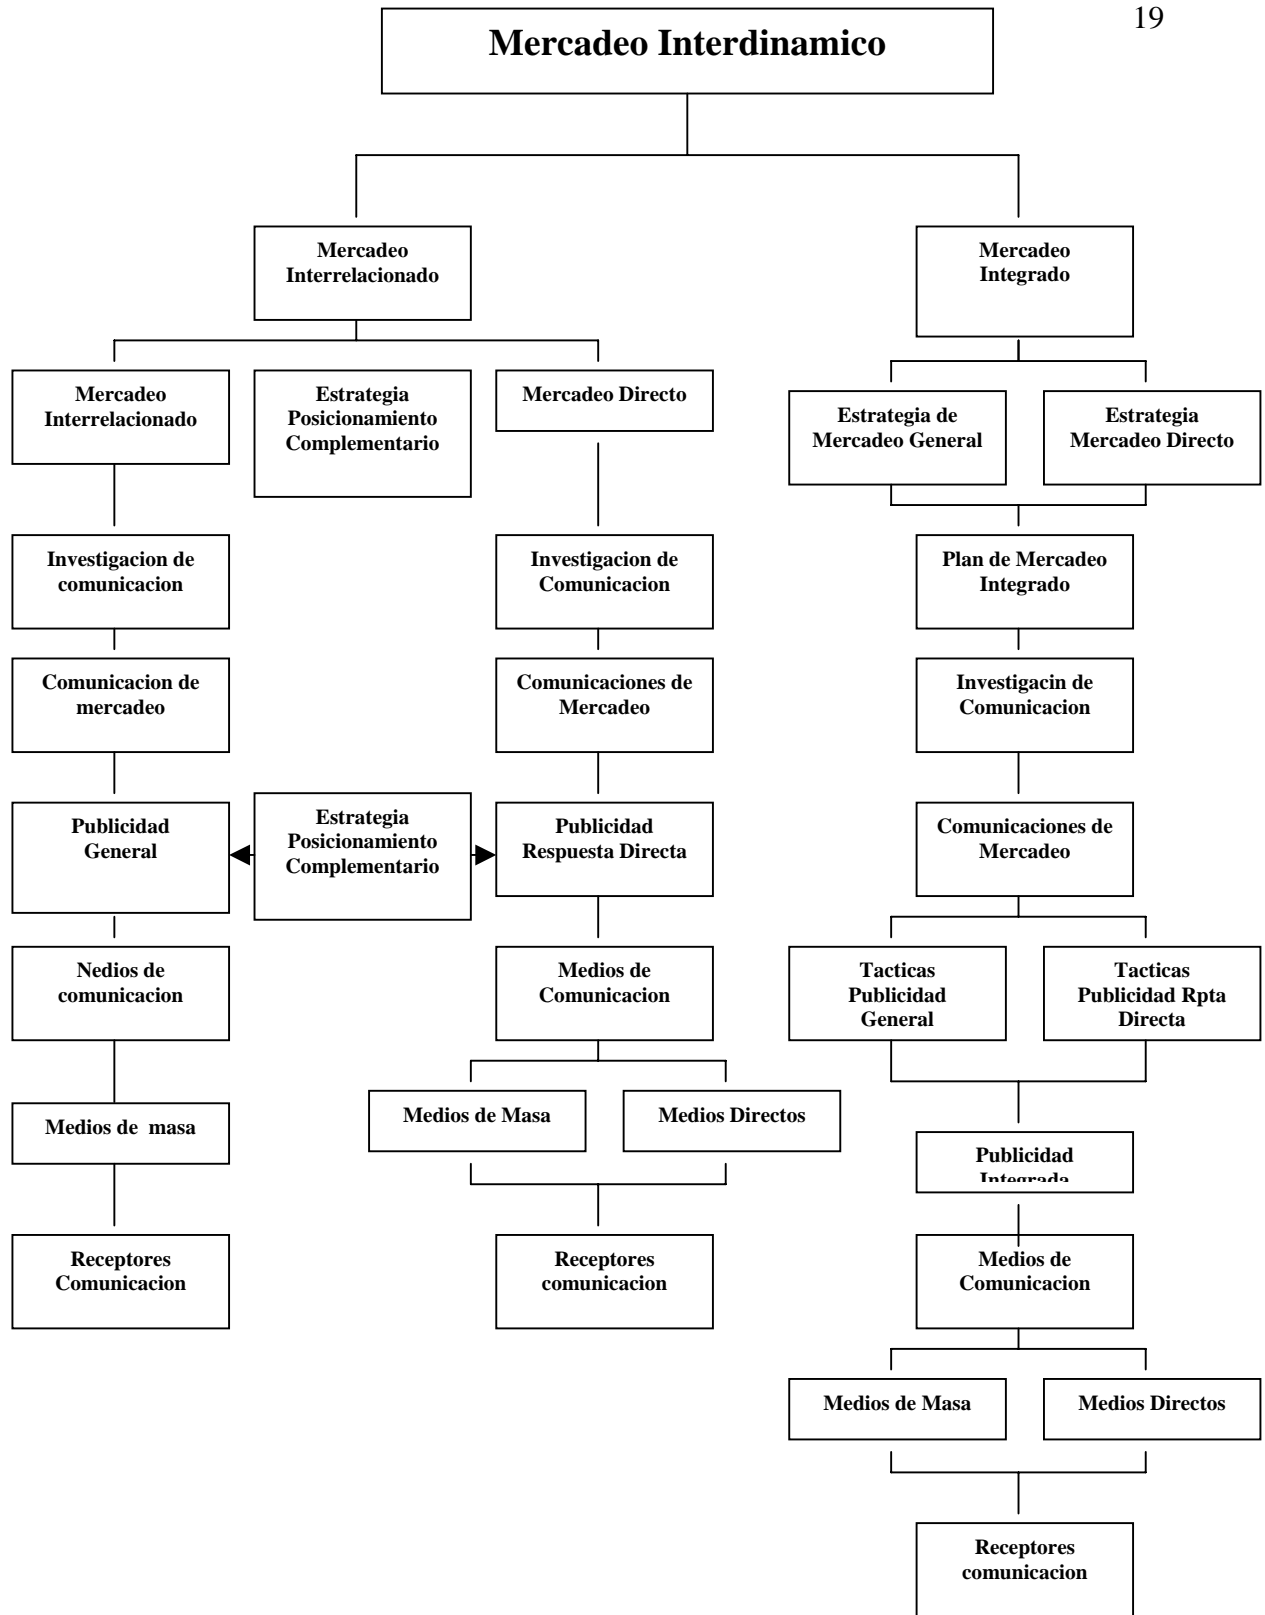 19
Mercadeo Interdinamico
Mercadeo
Interrelacionado
Mercadeo
Integrado
Mercadeo
Interrelacionado
Estrategia
Posicionamiento
Complementario
Mercadeo Directo
Estrategia de
Mercadeo General
Estrategia
Mercadeo Directo
Investigacion de
comunicacion
Investigacion de
Comunicacion
Plan de Mercadeo
Integrado
Comunicacion de
mercadeo
Comunicaciones de
Mercadeo
Investigacin de
Comunicacion
Publicidad
General
Estrategia
Posicionamiento
Complementario
Publicidad
Respuesta Directa
Comunicaciones de
Mercadeo
Nedios de
comunicacion
Medios de
Comunicacion
Tacticas
Publicidad
General
Tacticas
Publicidad Rpta
Directa
Medios de masa
Medios de Masa
Medios Directos
Publicidad
Integrada
Receptores
Comunicacion
Receptores
comunicacion
Medios de
Comunicacion
Medios de Masa
Medios Directos
Receptores
comunicacion